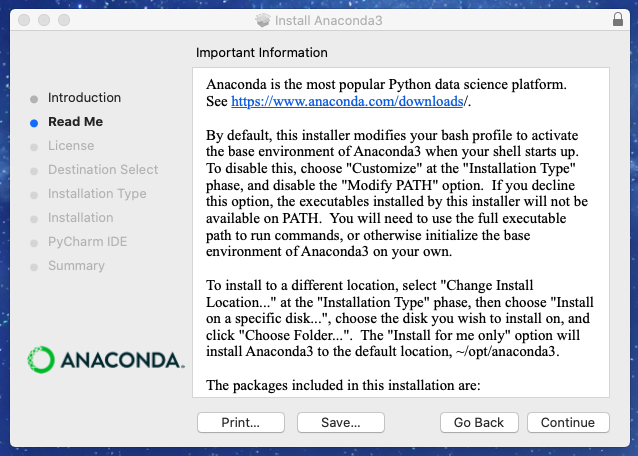 Install Anaconda3
Important Information
Introduction
Read Me
License
Destination Select
Installation Type
Installation
PyCharm IDE
Summary
ANACONDA.
Anaconda is the most popular Python data science platform.
See https://www.anaconda.com/downloads/.
By default, this installer modifies your bash profile to activate
the base environment of Anaconda3 when your shell starts up.
To disable this, choose "Customize" at the "Installation Type"
phase, and disable the "Modify PATH" option.  If you decline
this option, the executables installed by this installer will not be
available on PATH.  You will need to use the full executable
path to run commands, or otherwise initialize the base
environment of Anaconda3 on your own.
To install to a different location, select "Change Install
Location..." at the "Installation Type" phase, then choose "Install
on a specific disk...", choose the disk you wish to install on, and
click "Choose Folder...".  The "Install for me only" option will
install Anaconda3 to the default location, ~/opt/anaconda3.
The packages included in this installation are:
Print...
Save...
Go Back
Continue